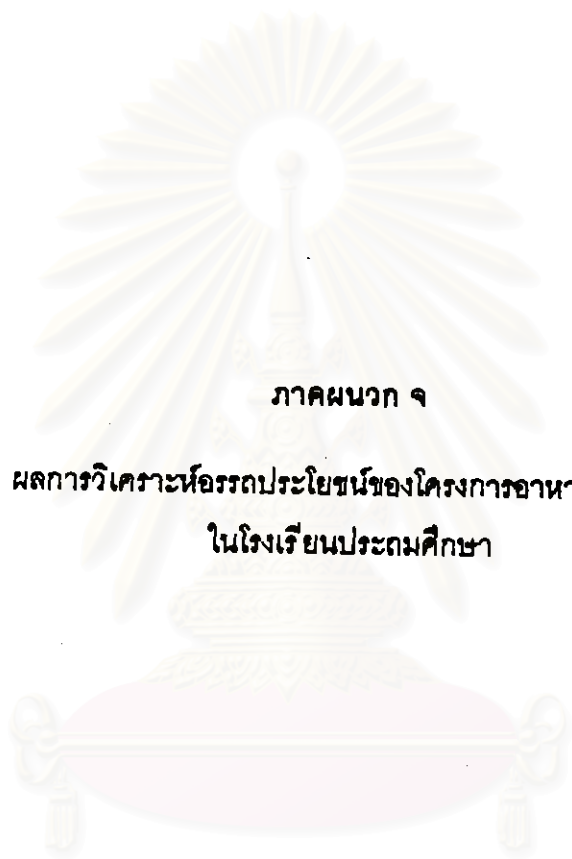 ภาคผนวก จ
ผลการวิเคราะห์อรรถประโยชน์ของโครงการอาห
ในโรงเรียนประถมศึกษา